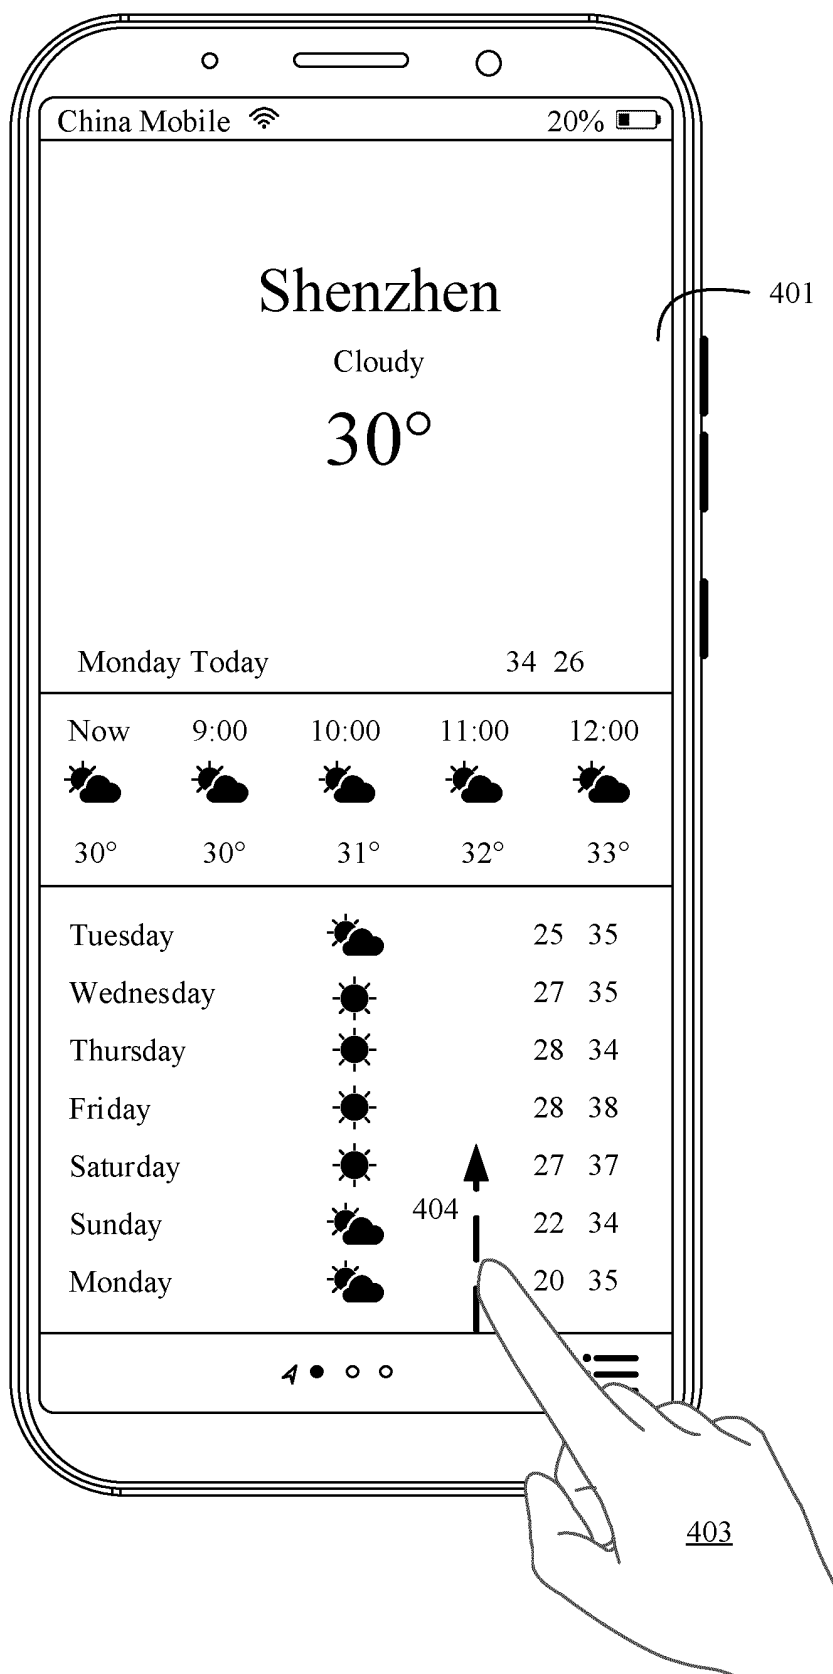 China Mobile 20%
Shenzhen
401
Cloudy
30°
Monday Today 34 26
Now 9:00 10:00 11:00 12:00
30° 30° 31° 32° 33°
Tuesday 25 35
Wednesday 27 35
Thursday 28 34
Friday 28 38
Saturday 27 37
404
Sunday 22 34
Monday 20 35
403